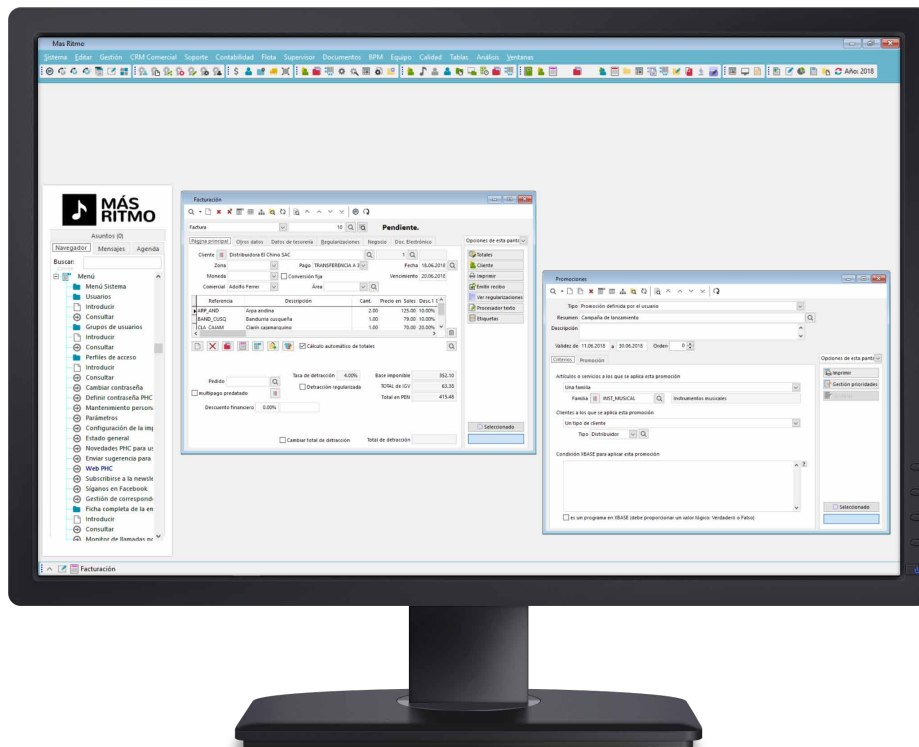 Mas Ritmo
Sistema Editar Gestión CRM Comercial Soporte Contabilidad Flota Supervisor Documentos BPM Equipo Calidad Tablas Análisis Ventanas
Año: 2018
MÁS
RITMO
Asuntos (0)
Navegador Mensajes Agenda
Buscar:
Menú
Menú Sistema
Usuarios
Introducir
Consultar
Grupos de usuarios
Introducir
Consultar
Perfiles de acceso
Introducir
Consultar
Cambiar contraseña
Definir contraseña PHC
Mantenimiento persona
Parámetros
Configuración de la imp
Estado general
Novedades PHC para us
Enviar sugerencia para
Web PHC
Subscribirse a la newsle
Síganos en Facebook
Gestión de correspond
Ficha completa de la em
Introducir
Consultar
Monitor de llamadas no
Facturación
Factura 10 Pendiente.
Página principal Otros datos Datos de tesorería Regularizaciones Negocio Doc. Electrónico
Cliente Distribuidora El Chino SAC 1
Zona Pago TRANSFERENCIA A 3 Fecha 18.06.2018
Moneda Conversión fija Vencimiento 20.06.2018
Comercial Adolfo Ferrer Área
Referencia Descripción Cant. Precio en Soles Desc.1
ARP_AND Arpa andina 2.00 125.00 10.00%
BAND_CUSQ Bandurria cusqueña 1.00 79.00 10.00%
CLA_CAJAM Clarín cajamarquino 1.00 70.00 20.00%
Cálculo automático de totales
Tasa de detracción 4.00% Base imponible 352.10
Pedido Detracción regularizada TOTAL de IGV 63.38
multipago predatado Total en PEN 415.48
Descuento financiero 0.00%
Cambiar total de detracción Total de detracción
Opciones de esta panta
Totales
Cliente
Imprimir
Emitir recibo
Ver regularizaciones
Procesador texto
Etiquetas
Seleccionado
Promociones
Tipo Promoción definida por el usuario
Resumen Campaña de lanzamiento
Descripción
Válidez de 11.06.2018 a 30.06.2018 Orden 0
Criterios Promoción
Artículos o servicios a los que se aplica esta promoción
Una familia
Familia INST_MUSICAL Instrumentos musicales
Clientes a los que se aplica esta promoción
Un tipo de cliente
Tipo Distribuidor
Condición XBASE para aplicar esta promoción
es un programa en XBASE (debe proporcionar un valor lógico: Verdadero o Falso)
Opciones de esta panta
Imprimir
Gestión prioridades
Seleccionado
Facturación